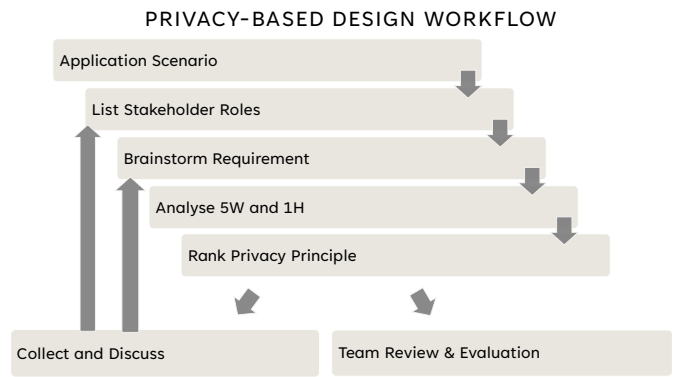 PRIVACY-BASED DESIGN WORKFLOW
Application Scenario
List Stakeholder Roles
Brainstorm Requirement
Analyse 5W and 1H
Rank Privacy Principle
Collect and Discuss
Team Review & Evaluation